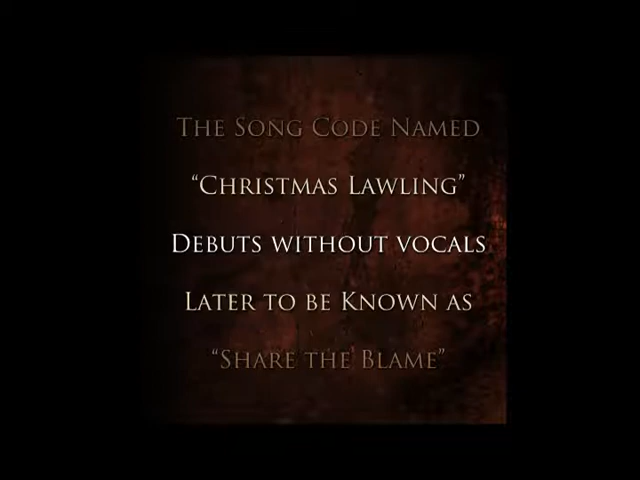 The Song Code Named
“Christmas Lawling”
Debuts without vocals
Later to be Known as
“Share the Blame”